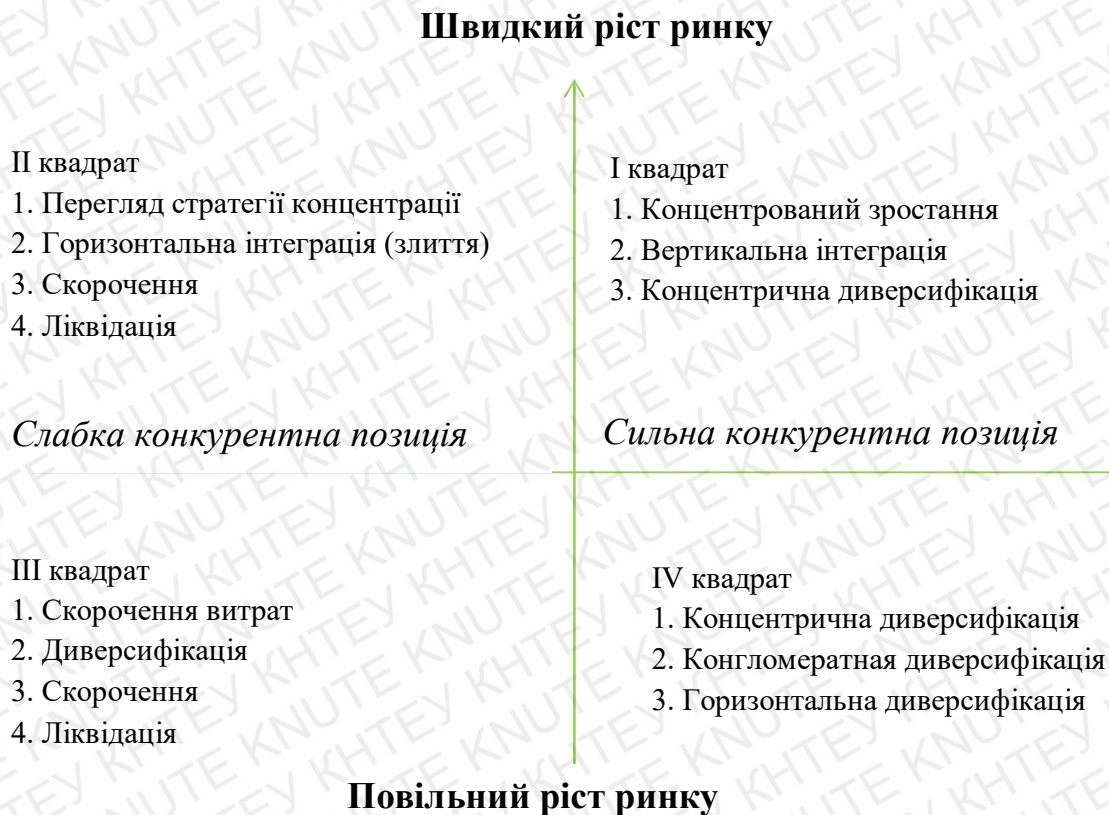 Швидкий ріст ринку
II квадрат
1. Перегляд стратегії концентрації
2. Горизонтальна інтеграція (злиття)
3. Скорочення
4. Ліквідація
I квадрат
1. Концентрований зростання
2. Вертикальна інтеграція
3. Концентрична диверсифікація
Слабка конкурентна позиція
Сильна конкурентна позиція
III квадрат
1. Скорочення витрат
2. Диверсифікація
3. Скорочення
4. Ліквідація
IV квадрат
1. Концентрична диверсифікація
2. Конгломератная диверсифікація
3. Горизонтальна диверсифікація
Повільний ріст ринку